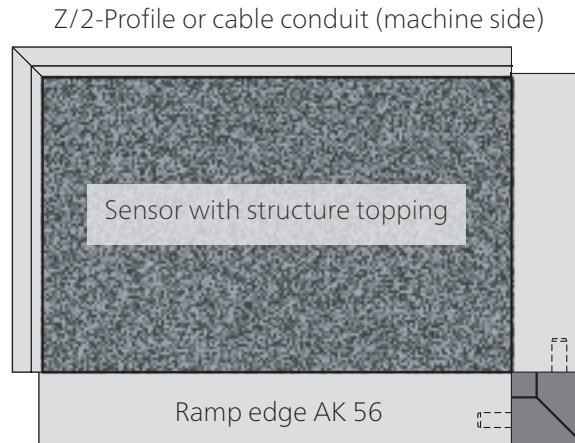 Z/2-Profile or cable conduit (machine side)
Sensor with structure topping
Ramp edge AK 56